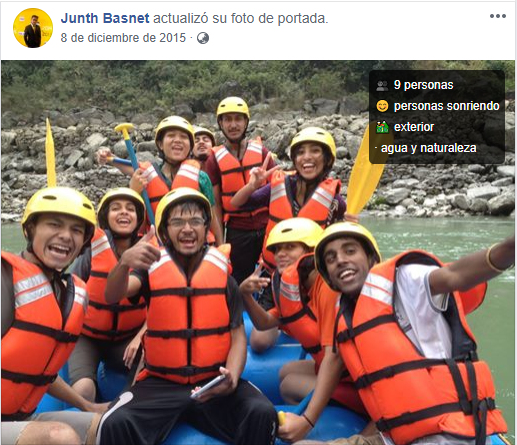 Junth Basnet actualizó su foto de portada.
8 de diciembre de 2015 ·
9 personas
personas sonriendo
exterior
· agua y naturaleza